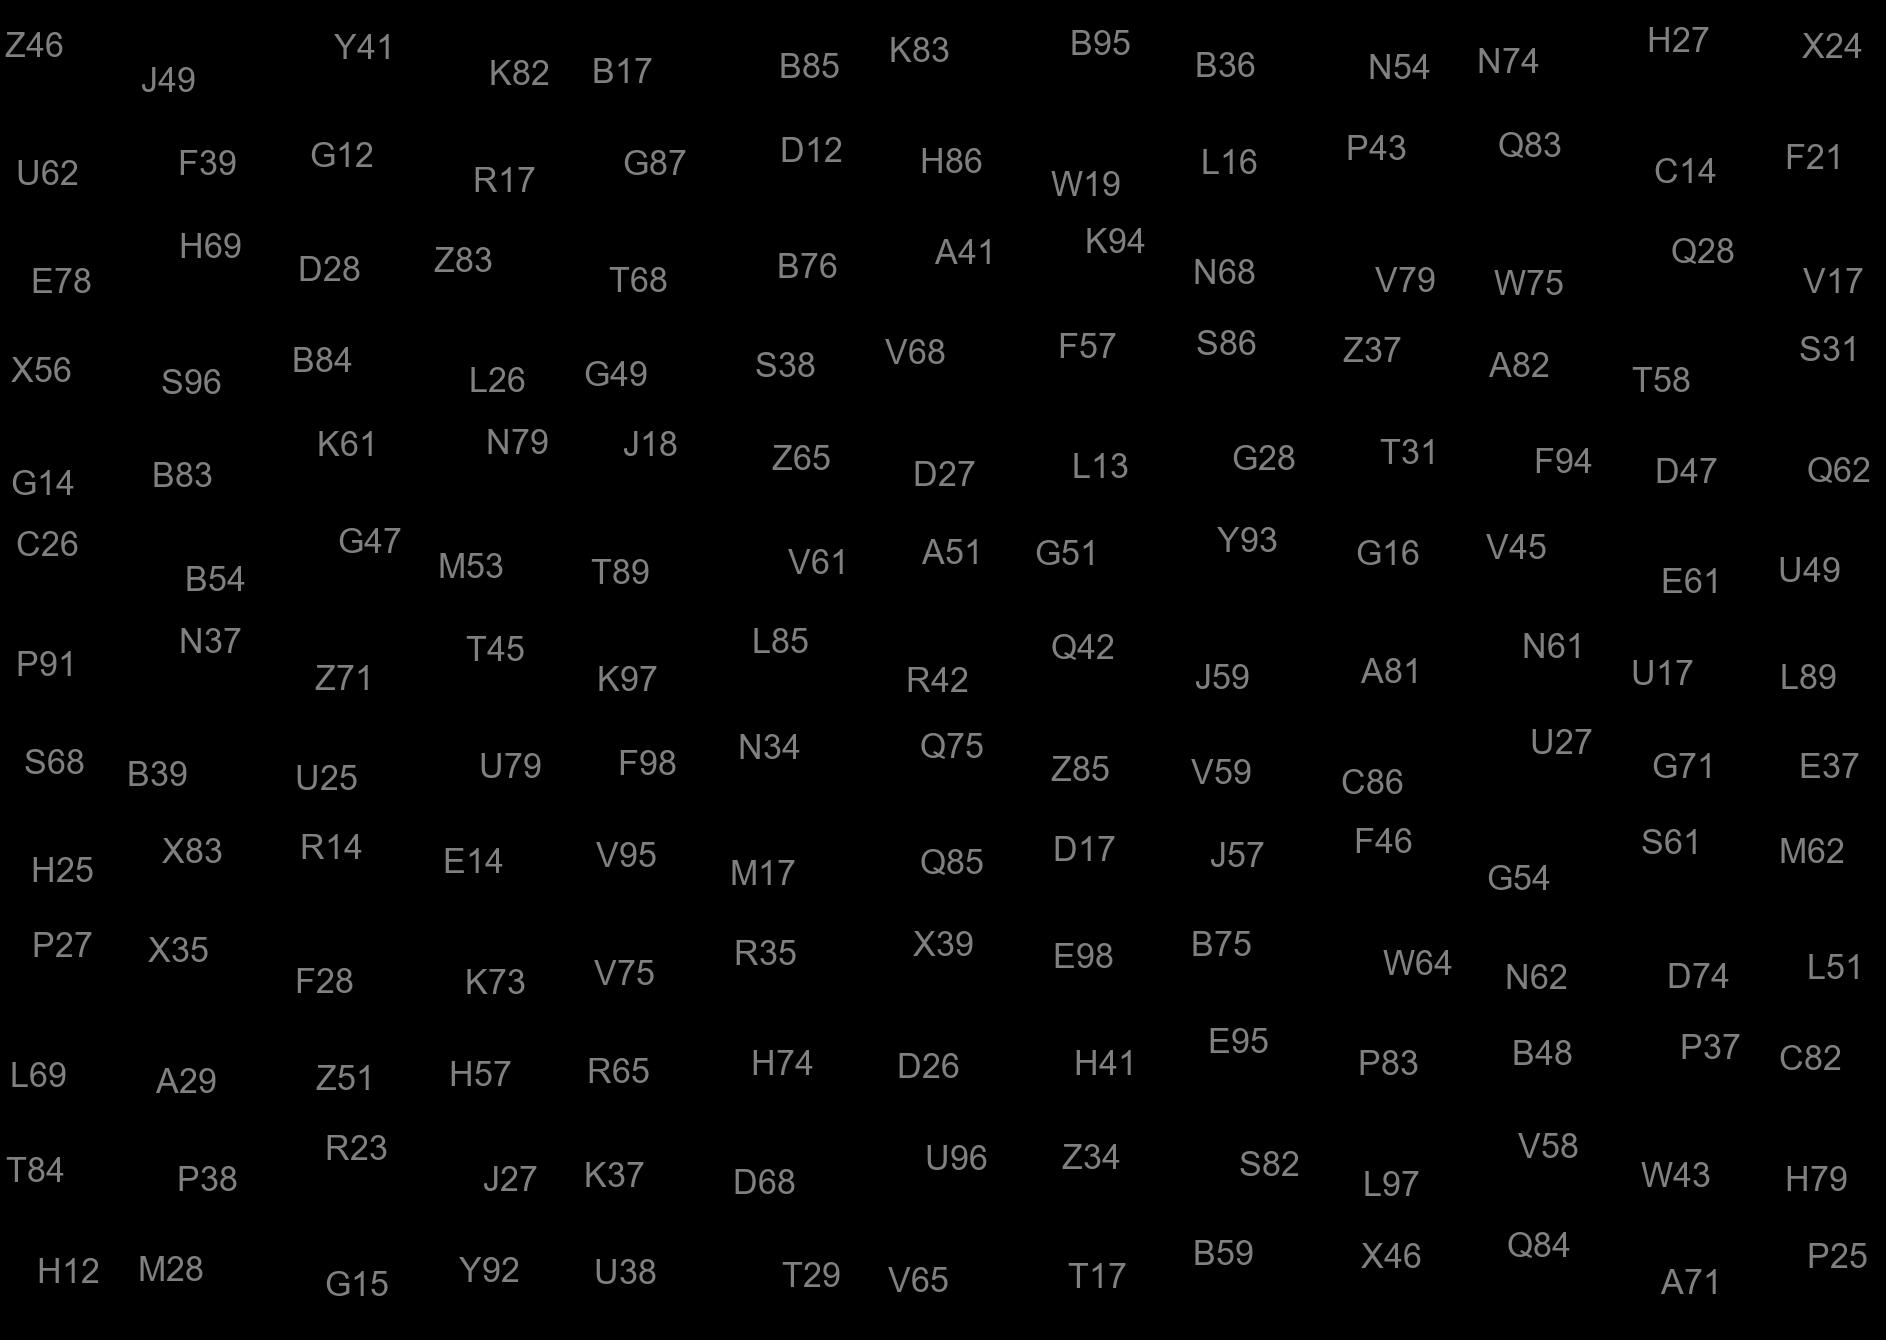 Z46 J49 Y41 K82 B17 B85 K83 B95 B36 N54 N74 H27 X24
U62 F39 G12 R17 G87 D12 H86 W19 L16 P43 Q83 C14 F21
E78 H69 D28 Z83 T68 B76 A41 K94 N68 V79 W75 Q28 V17
X56 S96 B84 L26 G49 S38 V68 F57 S86 Z37 A82 T58 S31
G14 B83 K61 N79 J18 Z65 D27 L13 G28 T31 F94 D47 Q62
C26 B54 G47 M53 T89 V61 A51 G51 Y93 G16 V45 E61 U49
P91 N37 Z71 T45 K97 L85 R42 Q42 J59 A81 N61 U17 L89
S68 B39 U25 U79 F98 N34 Q75 Z85 V59 C86 U27 G71 E37
H25 X83 R14 E14 V95 M17 Q85 D17 J57 F46 G54 S61 M62
P27 X35 F28 K73 V75 R35 X39 E98 B75 W64 N62 D74 L51
L69 A29 Z51 H57 R65 H74 D26 H41 E95 P83 B48 P37 C82
T84 P38 R23 J27 K37 D68 U96 Z34 S82 L97 V58 W43 H79
H12 M28 G15 Y92 U38 T29 V65 T17 B59 X46 Q84 A71 P25